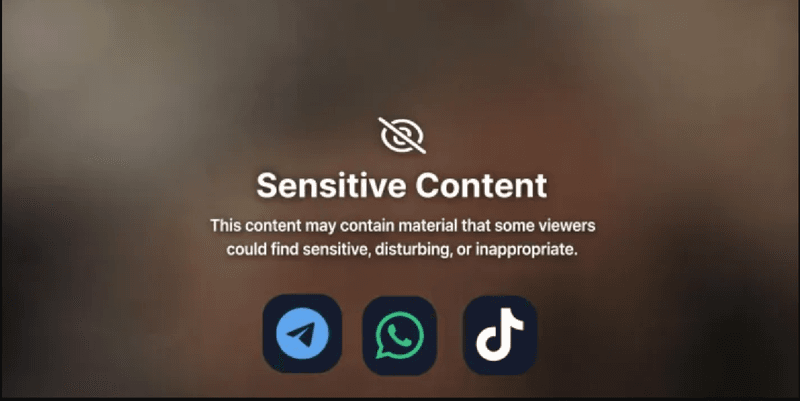 Sensitive Content
This content may contain material that some viewers
could find sensitive, disturbing, or inappropriate.